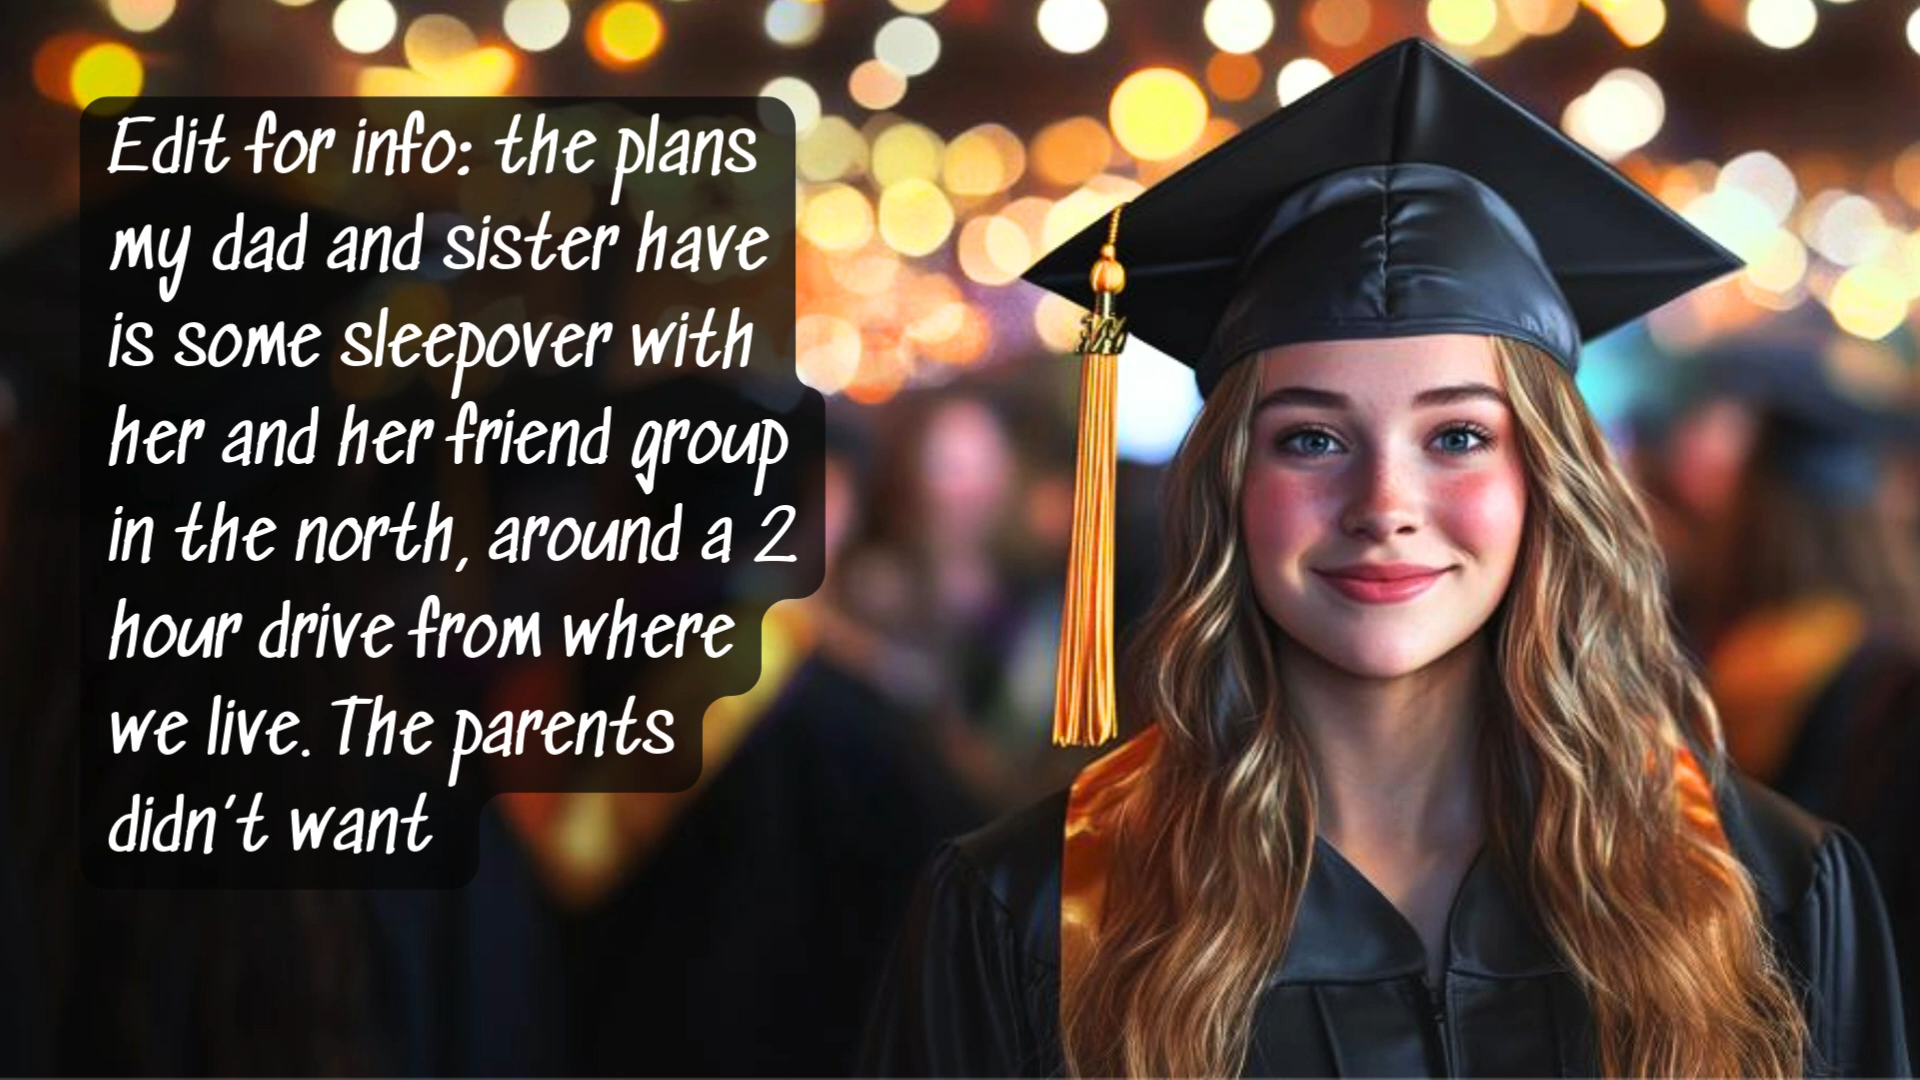 Edit for info: the plans
my dad and sister have
is some sleepover with
her and her friend group
in the north, around a 2
hour drive from where
we live. The parents
didn't want